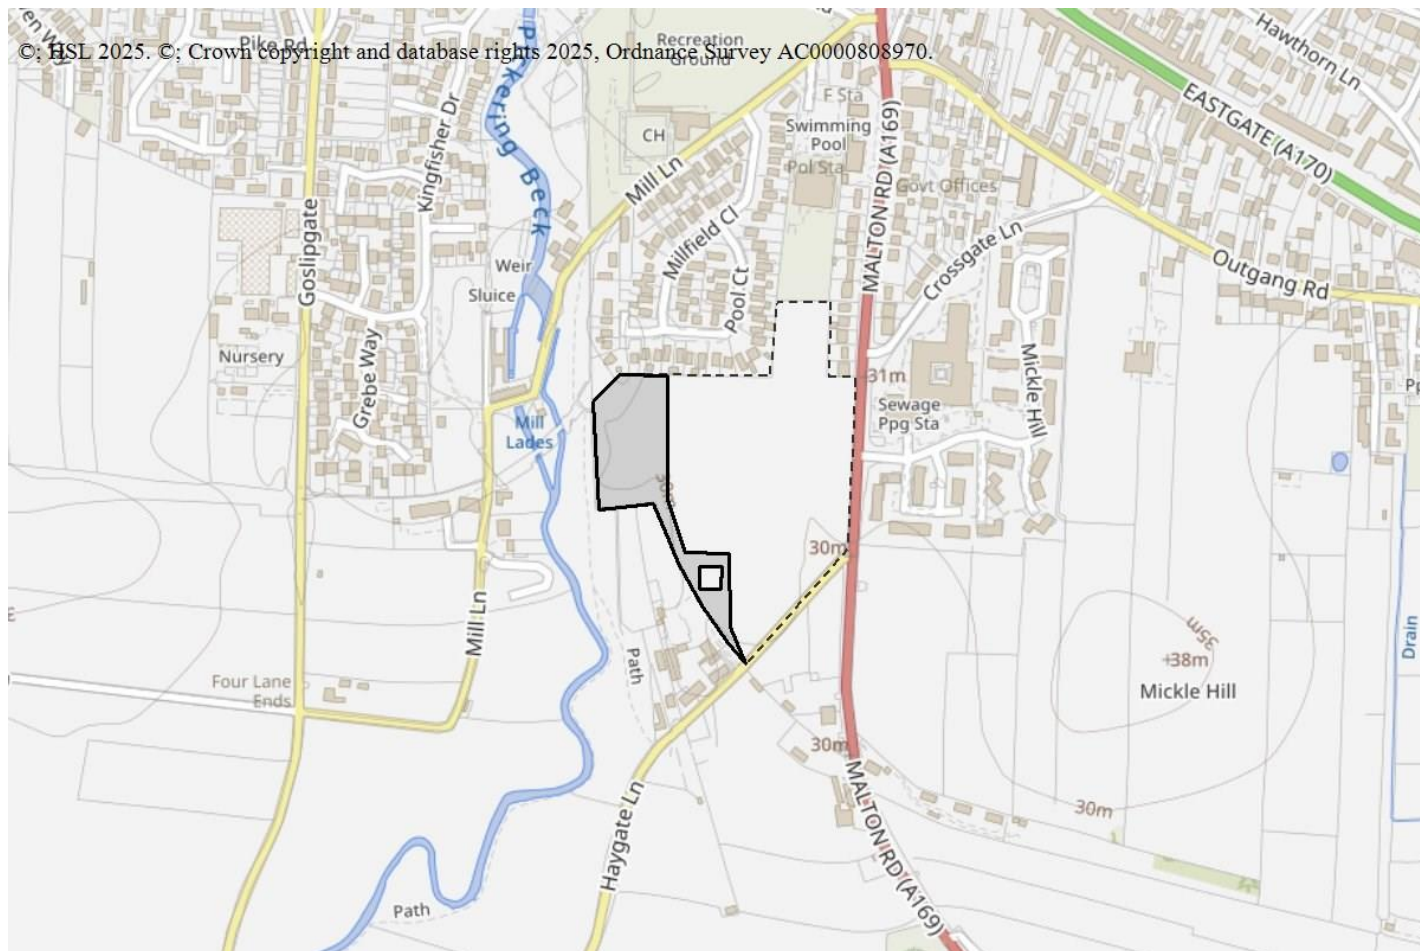 Pike Rd
©; HSL 2025. ©; Crown copyright and database rights 2025, Ordnance Survey AC0000808970.
Recreation
Ground
Hawthorn Ln
EASTGATE (A170)
F Sta
Swimming
Pool
Pol Sta
CH
Mill Ln
MALTON RD (A169)
Govt Offices
Kingfisher Dr
Pickering Beck
Goslipgate
Millfield Cl
Pool Ct
Crossgate Ln
Outgang Rd
Weir
Sluice
Nursery
Grebe Way
Mickle Hill
31m
Sewage
Ppg Sta
Mill
Lades
30m
30m
Mill Ln
Path
35m
+38m
Mickle Hill
Drain
Four Lane
Ends
30m
MALTON RD (A169)
30m
Haygate Ln
Path